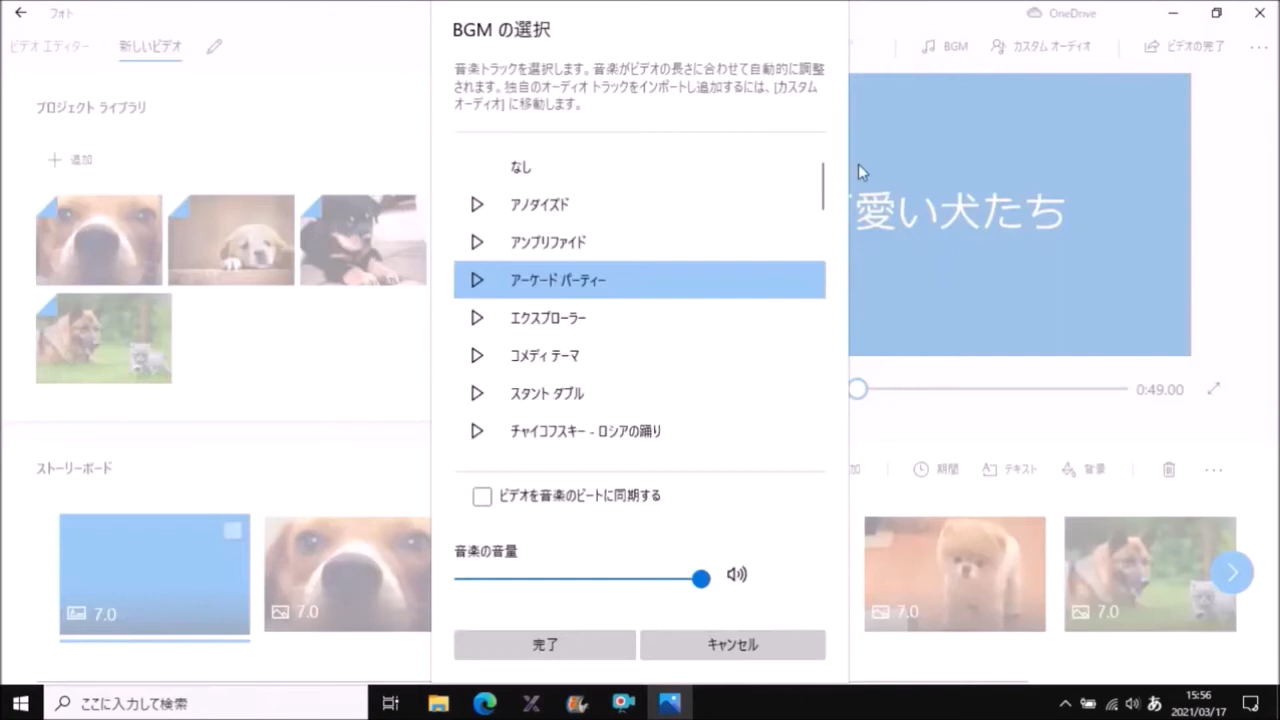 フォト
OneDrive
ビデオ エディター
新しいビデオ
BGM
カスタム オーディオ
ビデオの完了
プロジェクト ライブラリ
追加
BGM の選択
音楽トラックを選択します。音楽がビデオの長さに合わせて自動的に調整
されます。独自のオーディオ トラックをインポートし追加するには、[カスタム
オーディオ] に移動します。
なし
アノダイズド
アンプリファイド
アーケード パーティー
エクスプローラー
コメディ テーマ
スタント ダブル
チャイコフスキー - ロシアの踊り
ビデオを音楽のビートに同期する
音楽の音量
完了
キャンセル
愛い犬たち
0:49.00
ストーリーボード
加
期間
テキスト
背景
7.0
7.0
7.0
7.0
ここに入力して検索
あ
15:56
2021/03/17